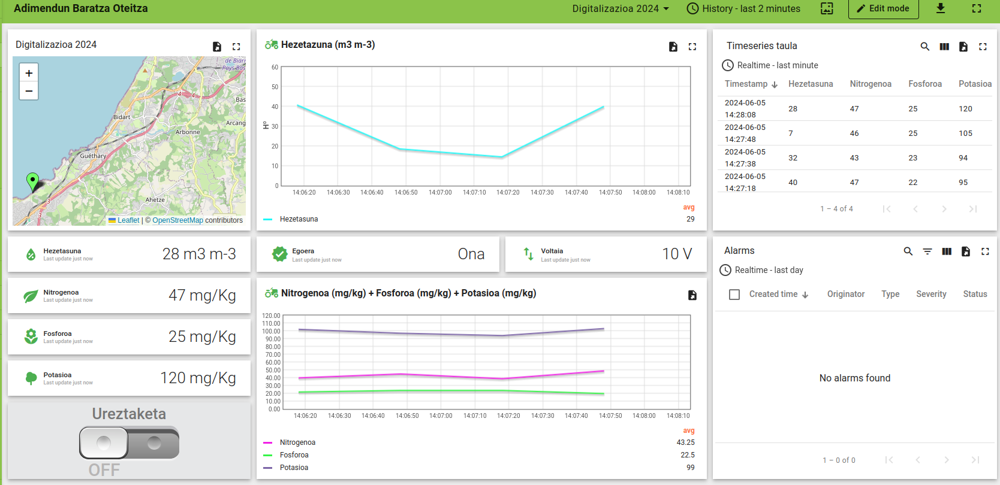 Adimendun Baratza Oteitza
Digitalizazioa 2024
History - last 2 minutes
Edit mode
Digitalizazioa 2024
+
−
de Biarr
Pays Bas
4
4
Bas
Bidart
Arcang
Arbonne
Guéthary
Ahetze
3
3
Leaflet | © OpenStreetMap contributors
Hezetazuna (m3 m-3)
60
50
40
30
20
10
0
Hº
14:06:20 14:06:30 14:06:40 14:06:50 14:07:00 14:07:10 14:07:20 14:07:30 14:07:40 14:07:50 14:08:00 14:08:10
avg
Hezetasuna 29
Timeseries taula
Realtime - last minute
Timestamp Hezetasuna Nitrogenoa Fosforoa Potasioa
2024-06-05
14:28:08 28 47 25 120
2024-06-05
14:27:48 7 46 25 105
2024-06-05
14:27:38 32 43 23 94
2024-06-05
14:27:18 40 47 22 95
1 – 4 of 4
Hezetasuna
Last update just now
28 m3 m-3
Egoera
Last update just now
Ona
Voltaia
Last update just now
10 V
Nitrogenoa
Last update just now
47 mg/Kg
Fosforoa
Last update just now
25 mg/Kg
Potasioa
Last update just now
120 mg/Kg
Ureztaketa
OFF
Nitrogenoa (mg/kg) + Fosforoa (mg/kg) + Potasioa (mg/kg)
120.00
110.00
100.00
90.00
80.00
70.00
60.00
50.00
40.00
30.00
20.00
10.00
0.00
14:06:20 14:06:30 14:06:40 14:06:50 14:07:00 14:07:10 14:07:20 14:07:30 14:07:40 14:07:50 14:08:00 14:08:10
avg
Nitrogenoa 43.25
Fosforoa 22.5
Potasioa 99
Alarms
Realtime - last day
Created time Originator Type Severity Status
No alarms found
1 – 0 of 0